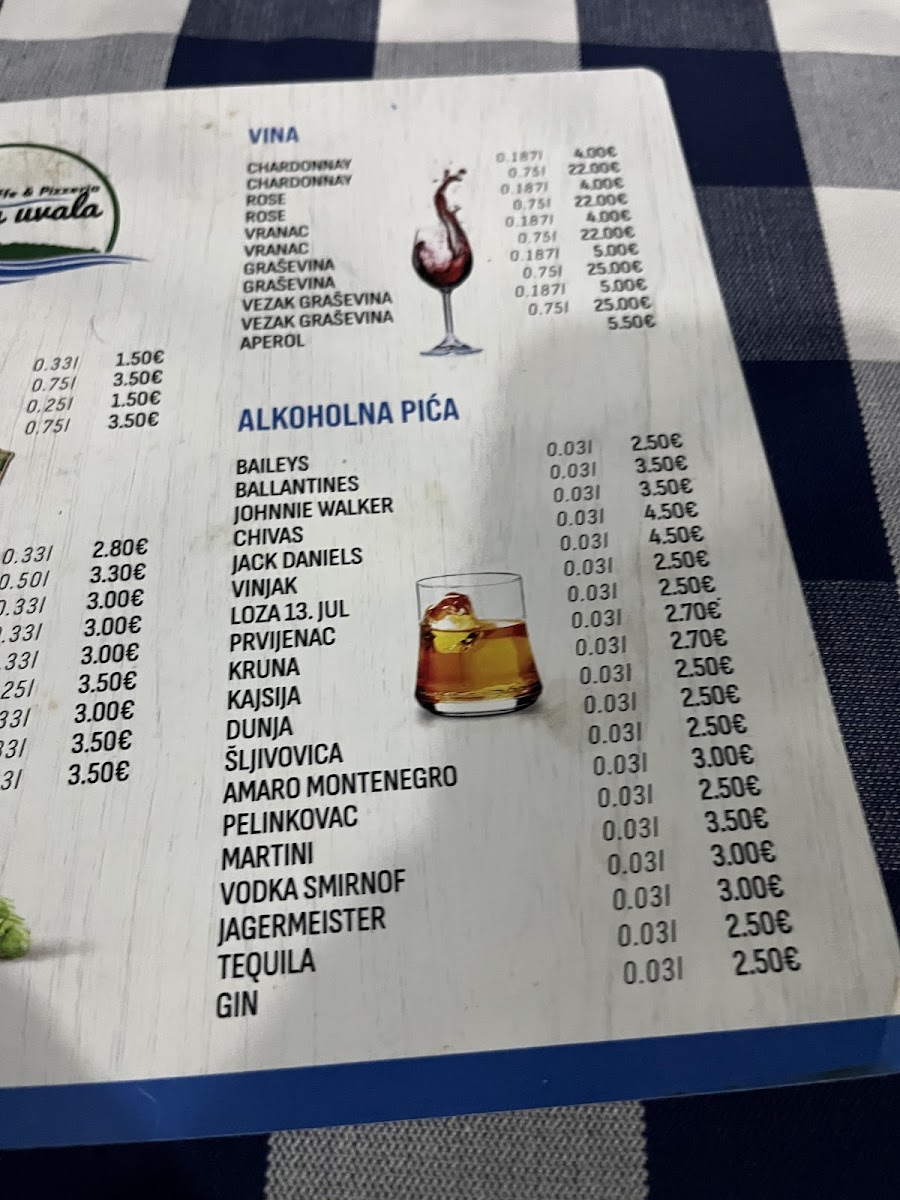 & Pizzeria
uvala
0.33l 1.50€
0.75l 3.50€
0.25l 1.50€
0.75l 3.50€
0.33l 2.80€
0.50l 3.30€
0.33l 3.00€
.33l 3.00€
33l 3.00€
25l 3.50€
33l 3.00€
33l 3.50€
3l 3.50€
VINA
CHARDONNAY 0.187l 4.00€
CHARDONNAY 0.75l 22.00€
ROSE 0.187l 4.00€
ROSE 0.75l 22.00€
VRANAC 0.187l 4.00€
VRANAC 0.75l 22.00€
GRAŠEVINA 0.187l 5.00€
GRAŠEVINA 0.75l 25.00€
VEZAK GRAŠEVINA 0.187l 5.00€
VEZAK GRAŠEVINA 0.75l 25.00€
APEROL 5.50€
ALKOHOLNA PIĆA
BAILEYS 0.03l 2.50€
BALLANTINES 0.03l 3.50€
JOHNNIE WALKER 0.03l 3.50€
CHIVAS 0.03l 4.50€
JACK DANIELS 0.03l 4.50€
VINJAK 0.03l 2.50€
LOZA 13. JUL 0.03l 2.50€
PRVIJENAC 0.03l 2.70€
KRUNA 0.03l 2.70€
KAJSIJA 0.03l 2.50€
DUNJA 0.03l 2.50€
ŠLJIVOVICA 0.03l 2.50€
AMARO MONTENEGRO 0.03l 3.00€
PELINKOVAC 0.03l 2.50€
MARTINI 0.03l 3.50€
VODKA SMIRNOF 0.03l 3.00€
JAGERMEISTER 0.03l 3.00€
TEQUILA 0.03l 2.50€
GIN 0.03l 2.50€